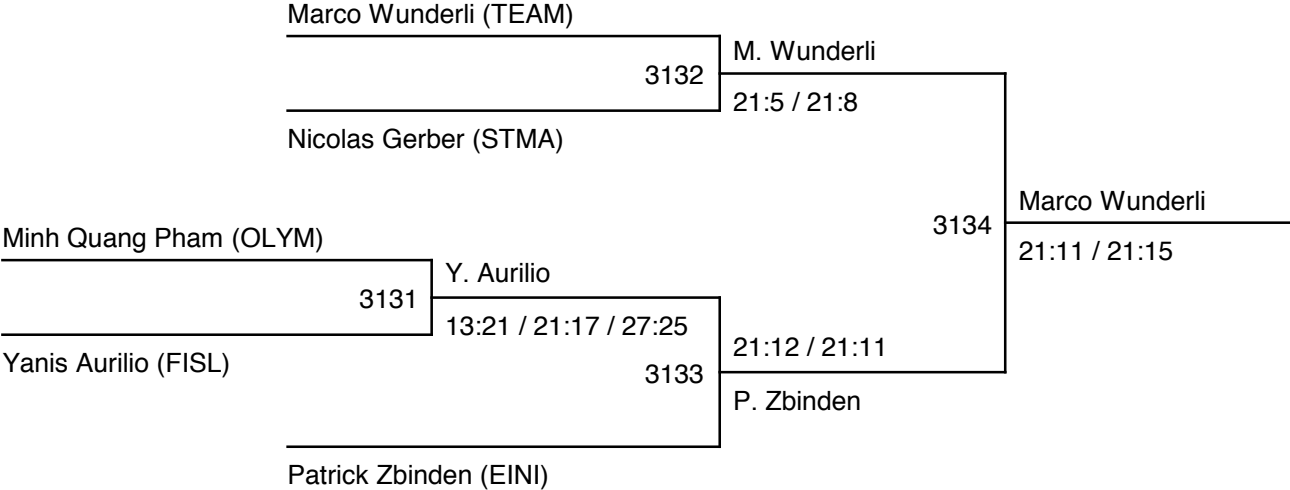 Marco Wunderli (TEAM)
M. Wunderli
3132
21:5 / 21:8
Nicolas Gerber (STMA)
Marco Wunderli
3134
21:11 / 21:15
Minh Quang Pham (OLYM)
Y. Aurilio
3131
13:21 / 21:17 / 27:25
Yanis Aurilio (FISL)
21:12 / 21:11
3133
P. Zbinden
Patrick Zbinden (EINI)